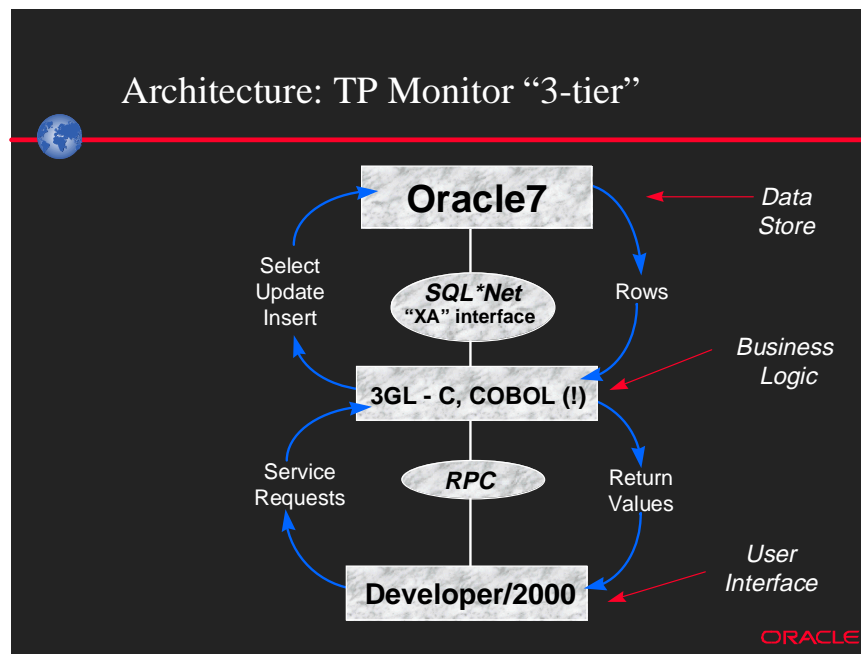 Architecture: TP Monitor “3-tier”
Oracle7
Data
Store
Select
Update
Insert
SQL*Net
“XA” interface
Rows
Business
Logic
3GL - C, COBOL (!)
Service
Requests
RPC
Return
Values
User
Interface
Developer/2000
ORACLE